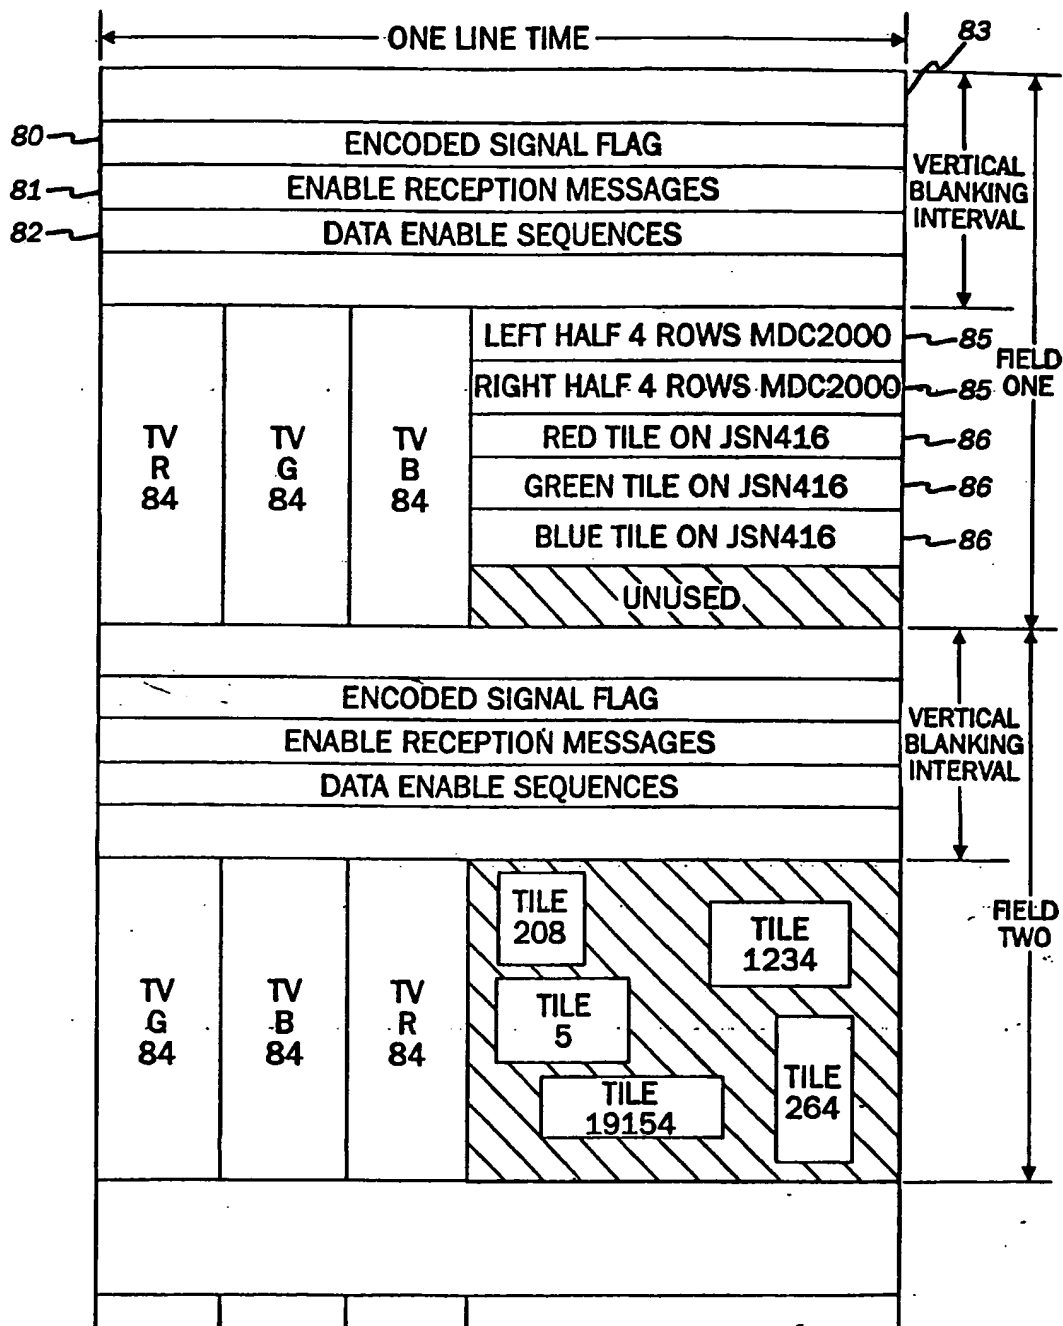 ONE LINE TIME
83
80
ENCODED SIGNAL FLAG
81
ENABLE RECEPTION MESSAGES
82
DATA ENABLE SEQUENCES
VERTICAL
BLANKING
INTERVAL
FIELD
ONE
TV
R
84
TV
G
84
TV
B
84
LEFT HALF 4 ROWS MDC2000
85
RIGHT HALF 4 ROWS MDC2000
85
RED TILE ON JSN416
86
GREEN TILE ON JSN416
86
BLUE TILE ON JSN416
86
UNUSED
ENCODED SIGNAL FLAG
ENABLE RECEPTION MESSAGES
DATA ENABLE SEQUENCES
VERTICAL
BLANKING
INTERVAL
FIELD
TWO
TV
G
84
TV
B
84
TV
R
84
TILE
208
TILE
1234
TILE
5
TILE
264
TILE
19154